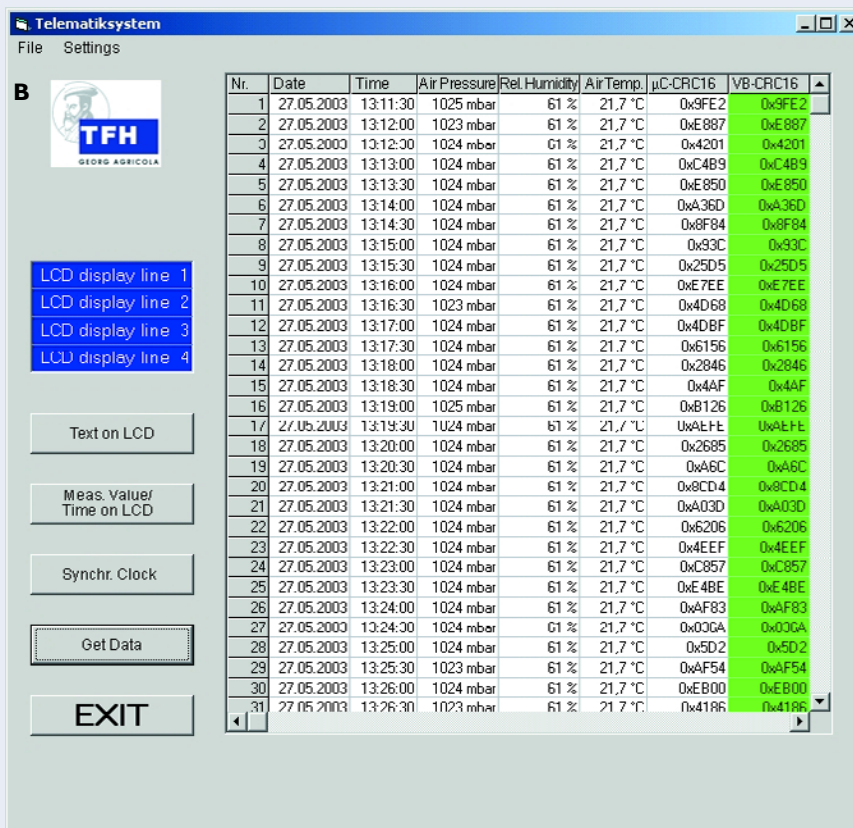 Telematiksystem
File Settings
B
TFH
GEORG AGRICOLA
LCD display line 1
LCD display line 2
LCD display line 3
LCD display line 4
Text on LCD
Meas. Value/
Time on LCD
Synchr. Clock
Get Data
EXIT
Nr. Date Time Air Pressure Rel. Humidity Air Temp. µC-CRC16 VB-CRC16
1 27.05.2003 13:11:30 1025 mbar 61 % 21,7 °C 0x9FE2 0x9FE2
2 27.05.2003 13:12:00 1023 mbar 61 % 21,7 °C 0xE887 0xE887
3 27.05.2003 13:12:30 1024 mbar 61 % 21,7 °C 0x4201 0x4201
4 27.05.2003 13:13:00 1024 mbar 61 % 21,7 °C 0xC4B9 0xC4B9
5 27.05.2003 13:13:30 1024 mbar 61 % 21,7 °C 0xE850 0xE850
6 27.05.2003 13:14:00 1024 mbar 61 % 21,7 °C 0xA36D 0xA36D
7 27.05.2003 13:14:30 1024 mbar 61 % 21,7 °C 0x8F84 0x8F84
8 27.05.2003 13:15:00 1024 mbar 61 % 21,7 °C 0x93C 0x93C
9 27.05.2003 13:15:30 1024 mbar 61 % 21,7 °C 0x25D5 0x25D5
10 27.05.2003 13:16:00 1024 mbar 61 % 21,7 °C 0xE7EE 0xE7EE
11 27.05.2003 13:16:30 1023 mbar 61 % 21,7 °C 0x4D68 0x4D68
12 27.05.2003 13:17:00 1024 mbar 61 % 21,7 °C 0x4DBF 0x4DBF
13 27.05.2003 13:17:30 1024 mbar 61 % 21,7 °C 0x6156 0x6156
14 27.05.2003 13:18:00 1024 mbar 61 % 21,7 °C 0x2846 0x2846
15 27.05.2003 13:18:30 1024 mbar 61 % 21,7 °C 0x4AF 0x4AF
16 27.05.2003 13:19:00 1025 mbar 61 % 21,7 °C 0xB126 0xB126
17 27.05.2003 13:19:30 1024 mbar 61 % 21,7 °C 0xAEFE 0xAEFE
18 27.05.2003 13:20:00 1024 mbar 61 % 21,7 °C 0x2685 0x2685
19 27.05.2003 13:20:30 1024 mbar 61 % 21,7 °C 0xA6C 0xA6C
20 27.05.2003 13:21:00 1024 mbar 61 % 21,7 °C 0x8CD4 0x8CD4
21 27.05.2003 13:21:30 1024 mbar 61 % 21,7 °C 0xA03D 0xA03D
22 27.05.2003 13:22:00 1024 mbar 61 % 21,7 °C 0x6206 0x6206
23 27.05.2003 13:22:30 1024 mbar 61 % 21,7 °C 0x4EEF 0x4EEF
24 27.05.2003 13:23:00 1024 mbar 61 % 21,7 °C 0xC857 0xC857
25 27.05.2003 13:23:30 1024 mbar 61 % 21,7 °C 0xE4BE 0xE4BE
26 27.05.2003 13:24:00 1024 mbar 61 % 21,7 °C 0xAF83 0xAF83
27 27.05.2003 13:24:30 1024 mbar 61 % 21,7 °C
28 27.05.2003 13:25:00 1024 mbar 61 % 21,7 °C 0x5D2 0x5D2
29 27.05.2003 13:25:30 1023 mbar 61 % 21,7 °C 0xAF54 0xAF54
30 27.05.2003 13:26:00 1024 mbar 61 % 21,7 °C 0xEB00 0xEB00
31 27.05.2003 13:26:30 1023 mbar 61 % 21,7 °C 0x4186 0x4186